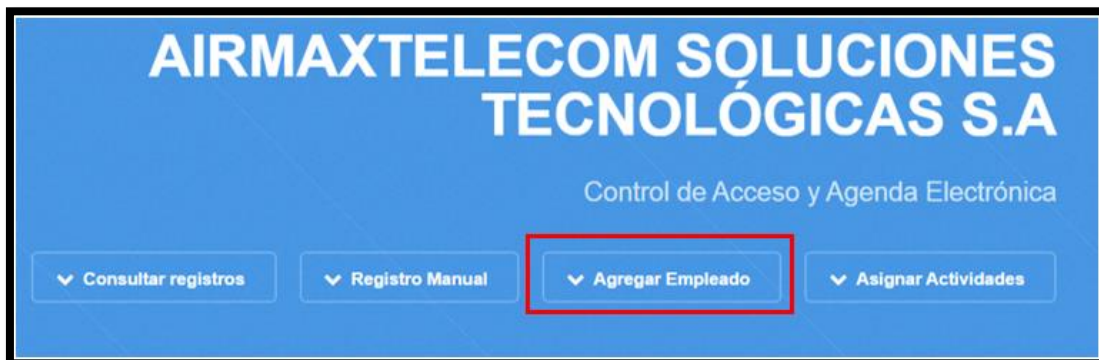 AIRMAXTELECOM SOLUCIONES
TECNOLÓGICAS S.A
Control de Acceso y Agenda Electrónica
Consultar registros
Registro Manual
Agregar Empleado
Asignar Actividades